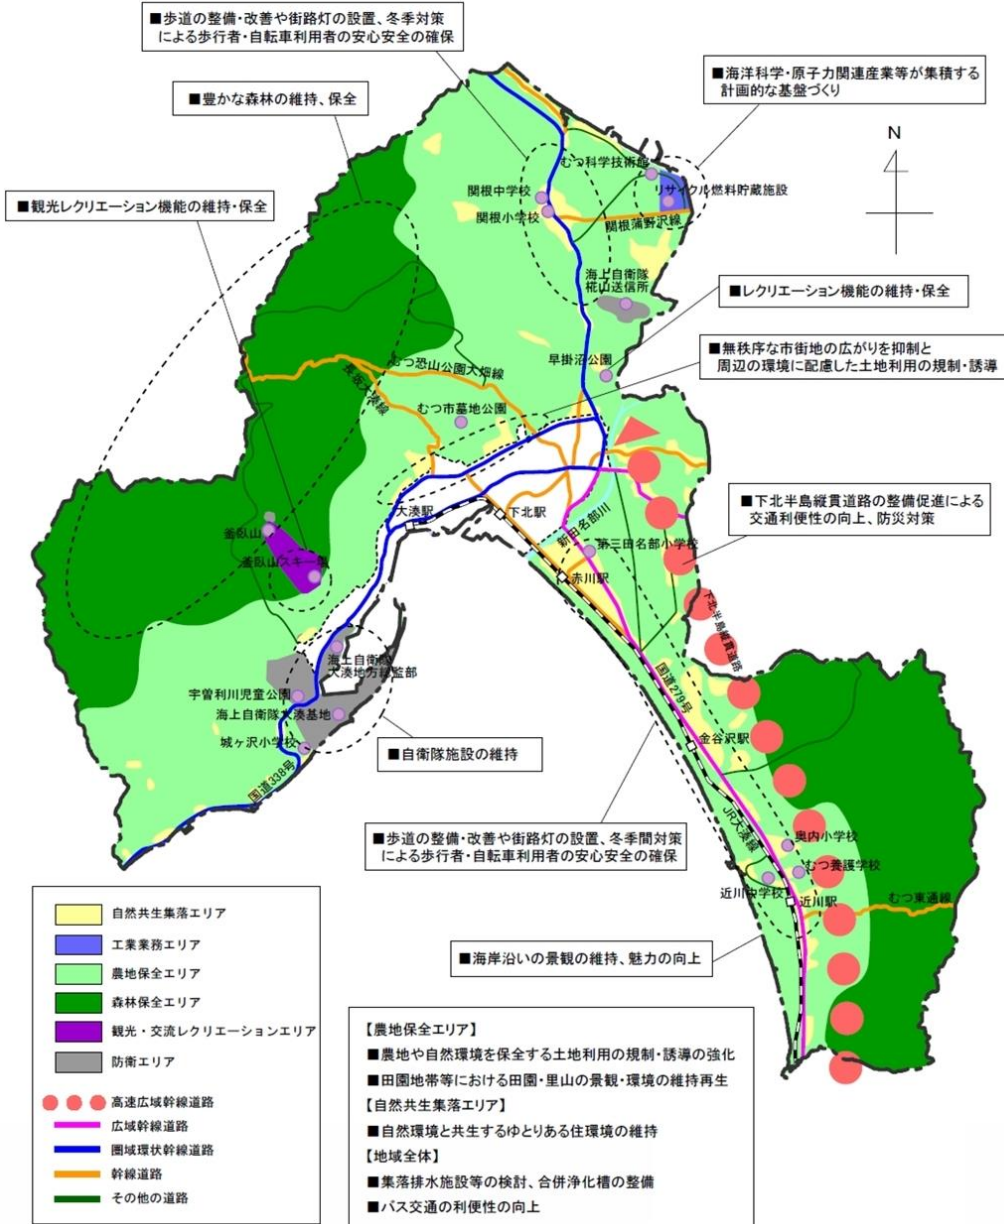 ■歩道の整備・改善や街路灯の設置、冬季対策
による歩行者・自転車利用者の安心安全の確保
■海洋科学・原子力関連産業等が集積する
計画的な基盤づくり
■豊かな森林の維持、保全
N
むつ科学技術館
関根中学校
リサイクル燃料貯蔵施設
■観光レクリエーション機能の維持・保全
関根小学校
関根蒲野沢線
海上自衛隊
椛山送信所
■レクリエーション機能の維持・保全
■無秩序な市街地の広がりを抑制と
周辺の環境に配慮した土地利用の規制・誘導
早掛沼公園
むつ恐山公園大畑線
長坂大湊線
むつ市墓地公園
■下北半島縦貫道路の整備促進による
交通利便性の向上、防災対策
大湊駅
下北駅
新田名部川
釜臥山
第三田名部小学校
釜臥山スキー場
赤川駅
下北半島縦貫道路
海上自衛隊
大湊地方総監部
国道279号
宇曽利川児童公園
海上自衛隊大湊基地
金谷沢駅
城ヶ沢小学校
■自衛隊施設の維持
国道338号
JR大湊線
■歩道の整備・改善や街路灯の設置、冬季間対策
による歩行者・自転車利用者の安心安全の確保
奥内小学校
むつ養護学校
近川中学校
近川駅
むつ東通線
■海岸沿いの景観の維持、魅力の向上
自然共生集落エリア
工業業務エリア
農地保全エリア
森林保全エリア
観光・交流レクリエーションエリア
防衛エリア
高速広域幹線道路
広域幹線道路
圏域環状幹線道路
幹線道路
その他の道路
【農地保全エリア】
■農地や自然環境を保全する土地利用の規制・誘導の強化
■田園地帯等における田園・里山の景観・環境の維持再生
【自然共生集落エリア】
■自然環境と共生するゆとりある住環境の維持
【地域全体】
■集落排水施設等の検討、合併浄化槽の整備
■バス交通の利便性の向上